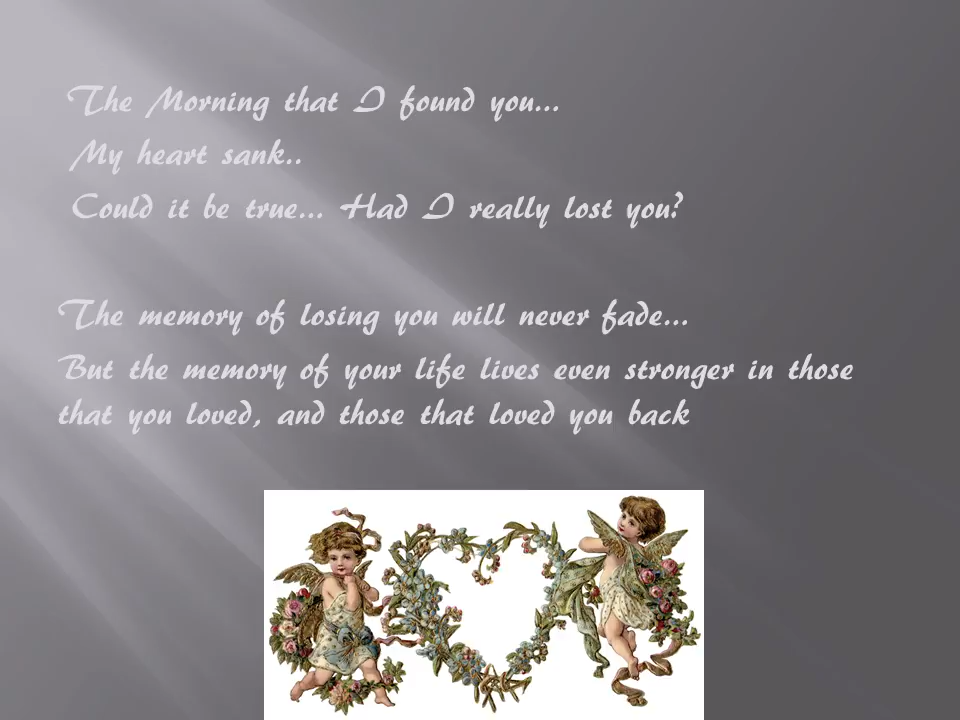 The Morning that I found you...
My heart sank..
Could it be true... Had I really lost you?
The memory of losing you will never fade...
But the memory of your life lives even stronger in those
that you loved, and those that loved you back